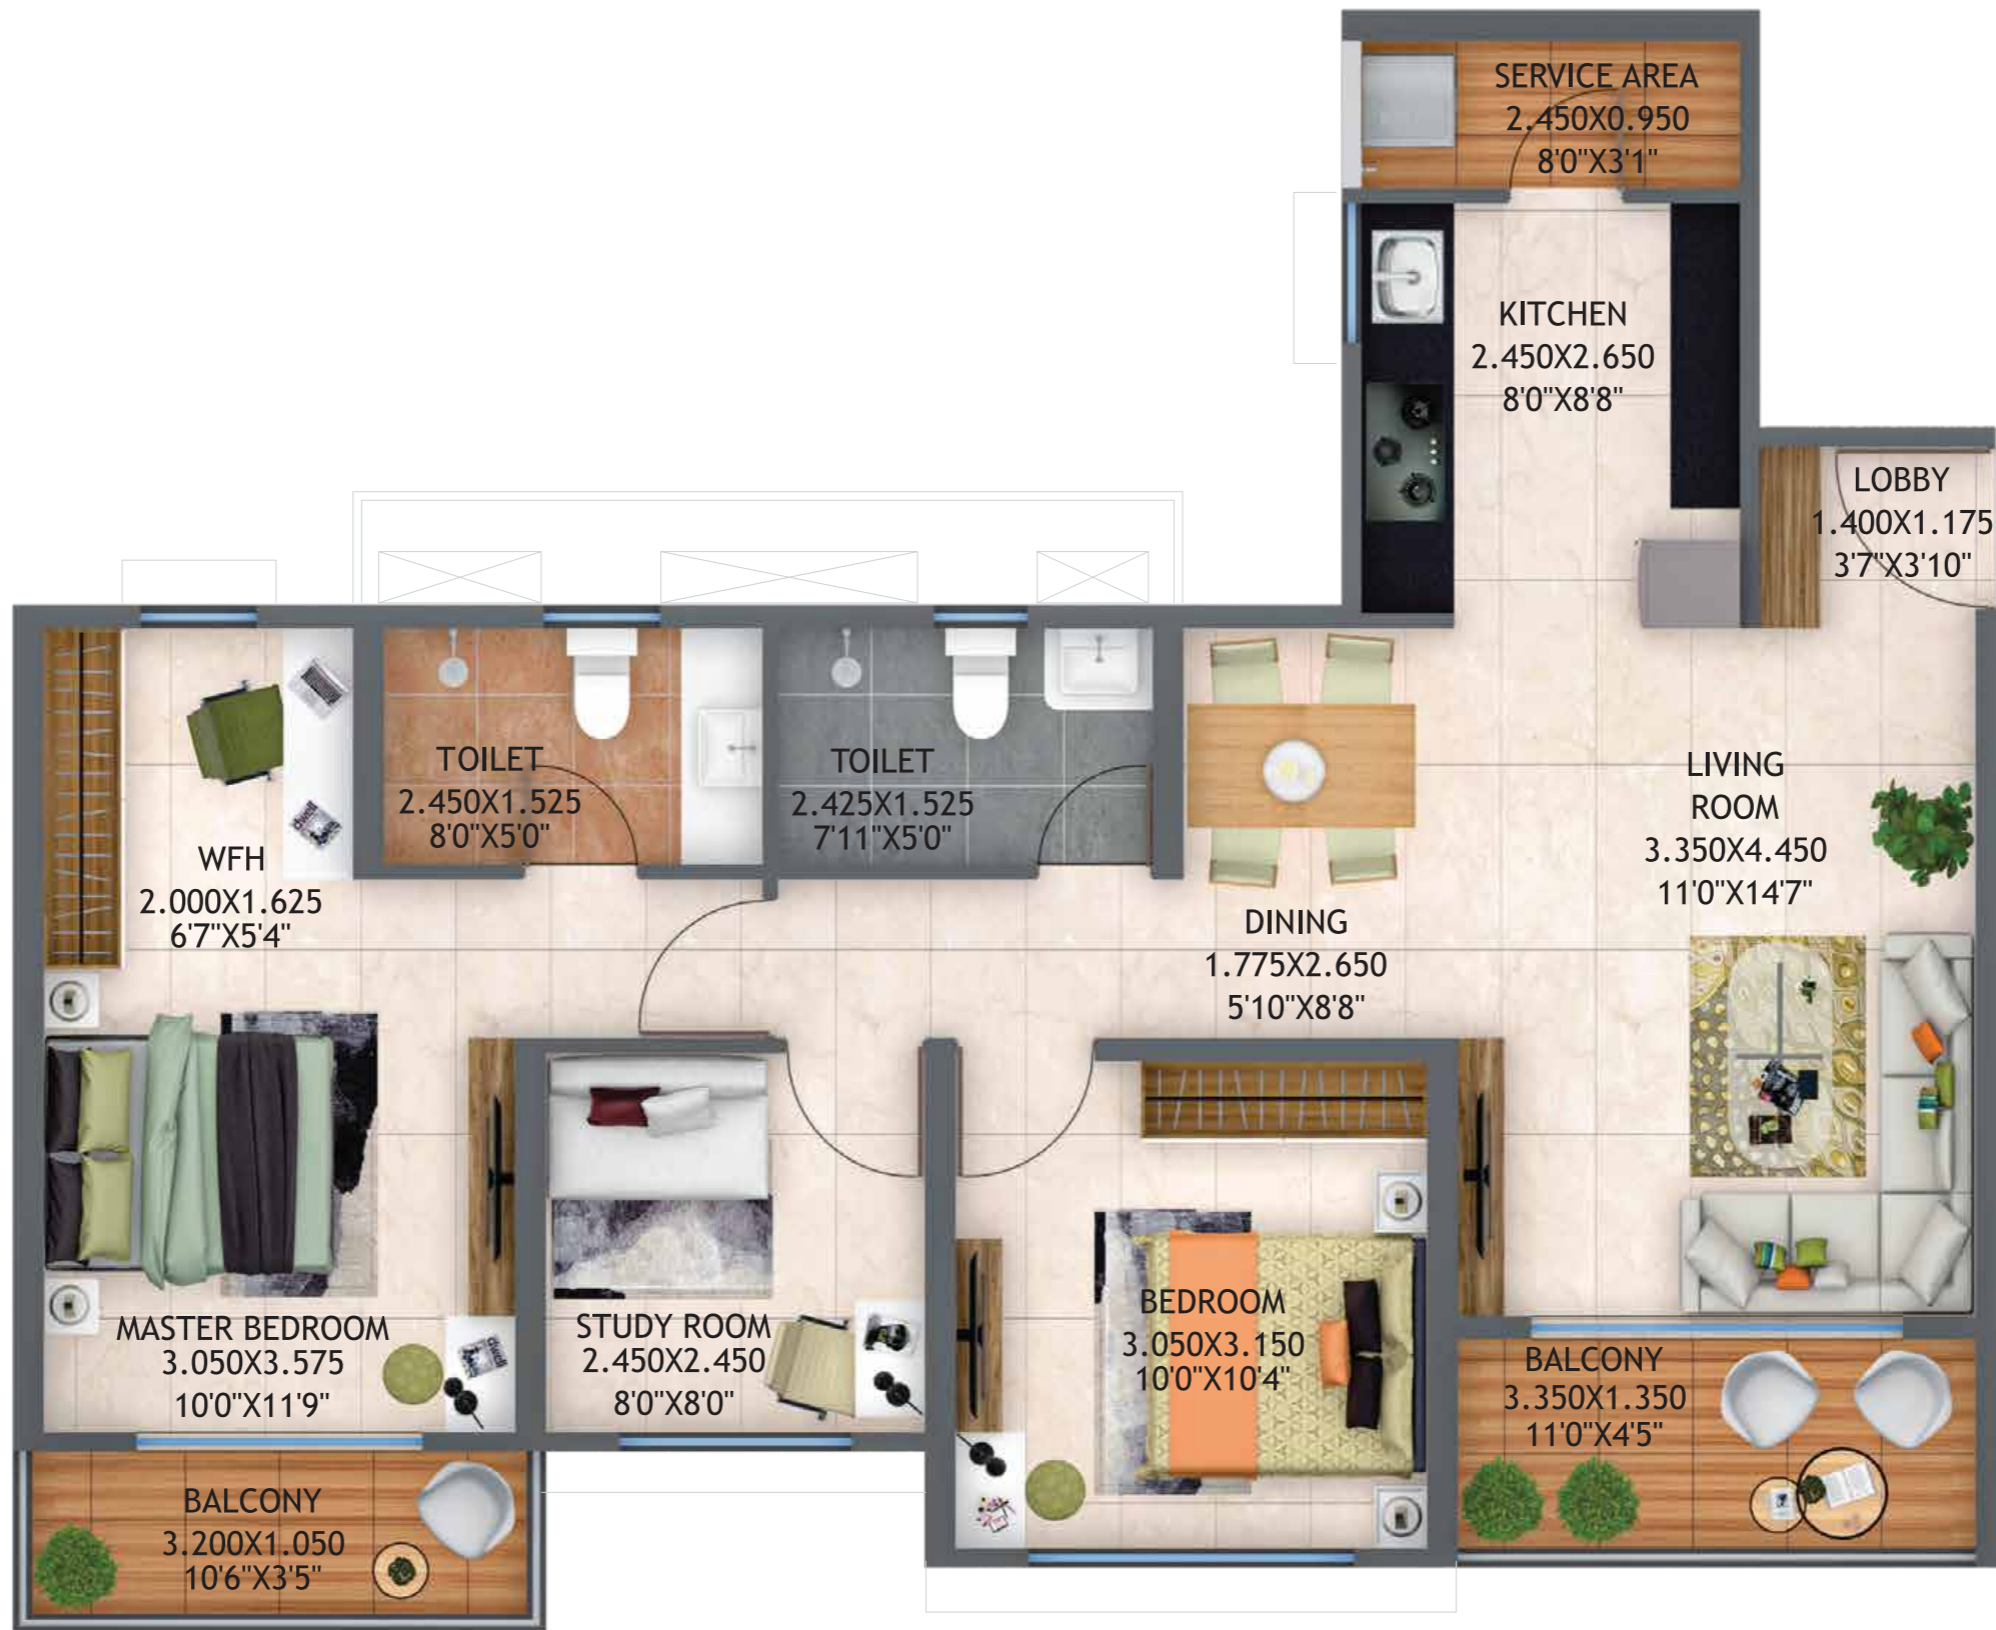 SERVICE AREA
2.450X0.950
8'0"X3'1"
KITCHEN
2.450X2.650
8'0"X8'8"
LOBBY
1.400X1.175
3'7"X3'10"
TOILET
2.450X1.525
8'0"X5'0"
TOILET
2.425X1.525
7'11"X5'0"
LIVING
ROOM
3.350X4.450
11'0"X14'7"
WFH
2.000X1.625
6'7"X5'4"
DINING
1.775X2.650
5'10"X8'8"
MASTER BEDROOM
3.050X3.575
10'0"X11'9"
STUDY ROOM
2.450X2.450
8'0"X8'0"
BEDROOM
3.050X3.150
10'0"X10'4"
BALCONY
3.350X1.350
11'0"X4'5"
BALCONY
3.200X1.050
10'6"X3'5"